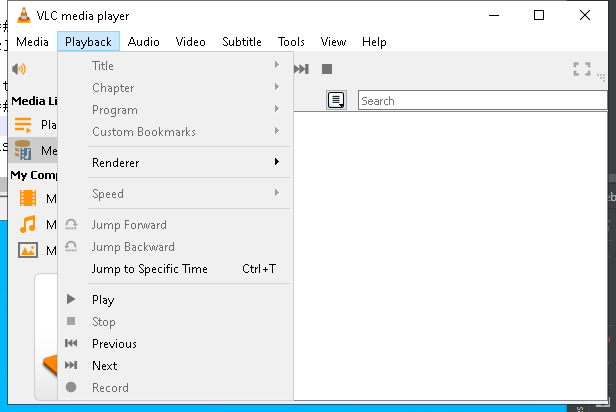 VLC media player
Media Playback Audio Video Subtitle Tools View Help
Title
Chapter
Search
Media Li
Program
Pla
Custom Bookmarks
Me
Renderer
My Comp
Speed
M
Jump Forward
M
Jump Backward
M
Jump to Specific Time Ctrl+T
Play
Stop
Previous
Next
Record